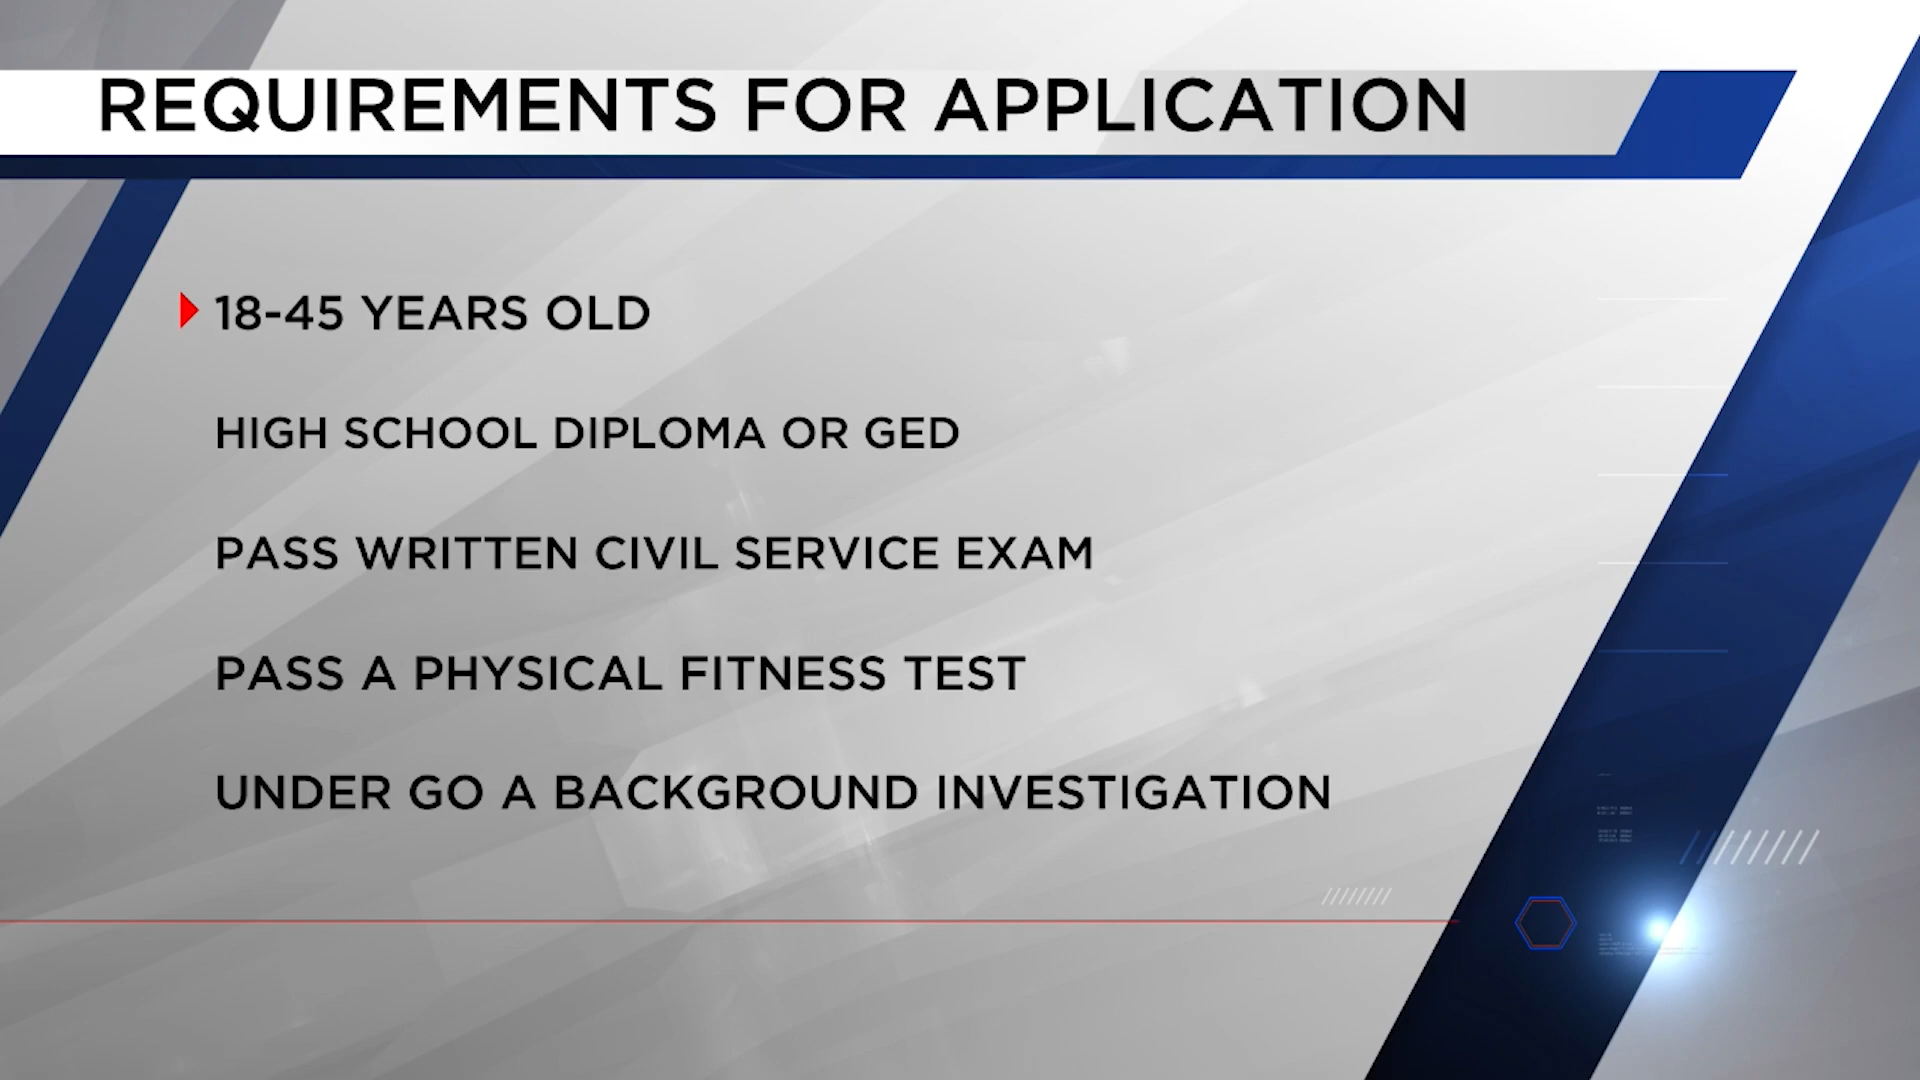 REQUIREMENTS FOR APPLICATION
18-45 YEARS OLD
HIGH SCHOOL DIPLOMA OR GED
PASS WRITTEN CIVIL SERVICE EXAM
PASS A PHYSICAL FITNESS TEST
UNDER GO A BACKGROUND INVESTIGATION